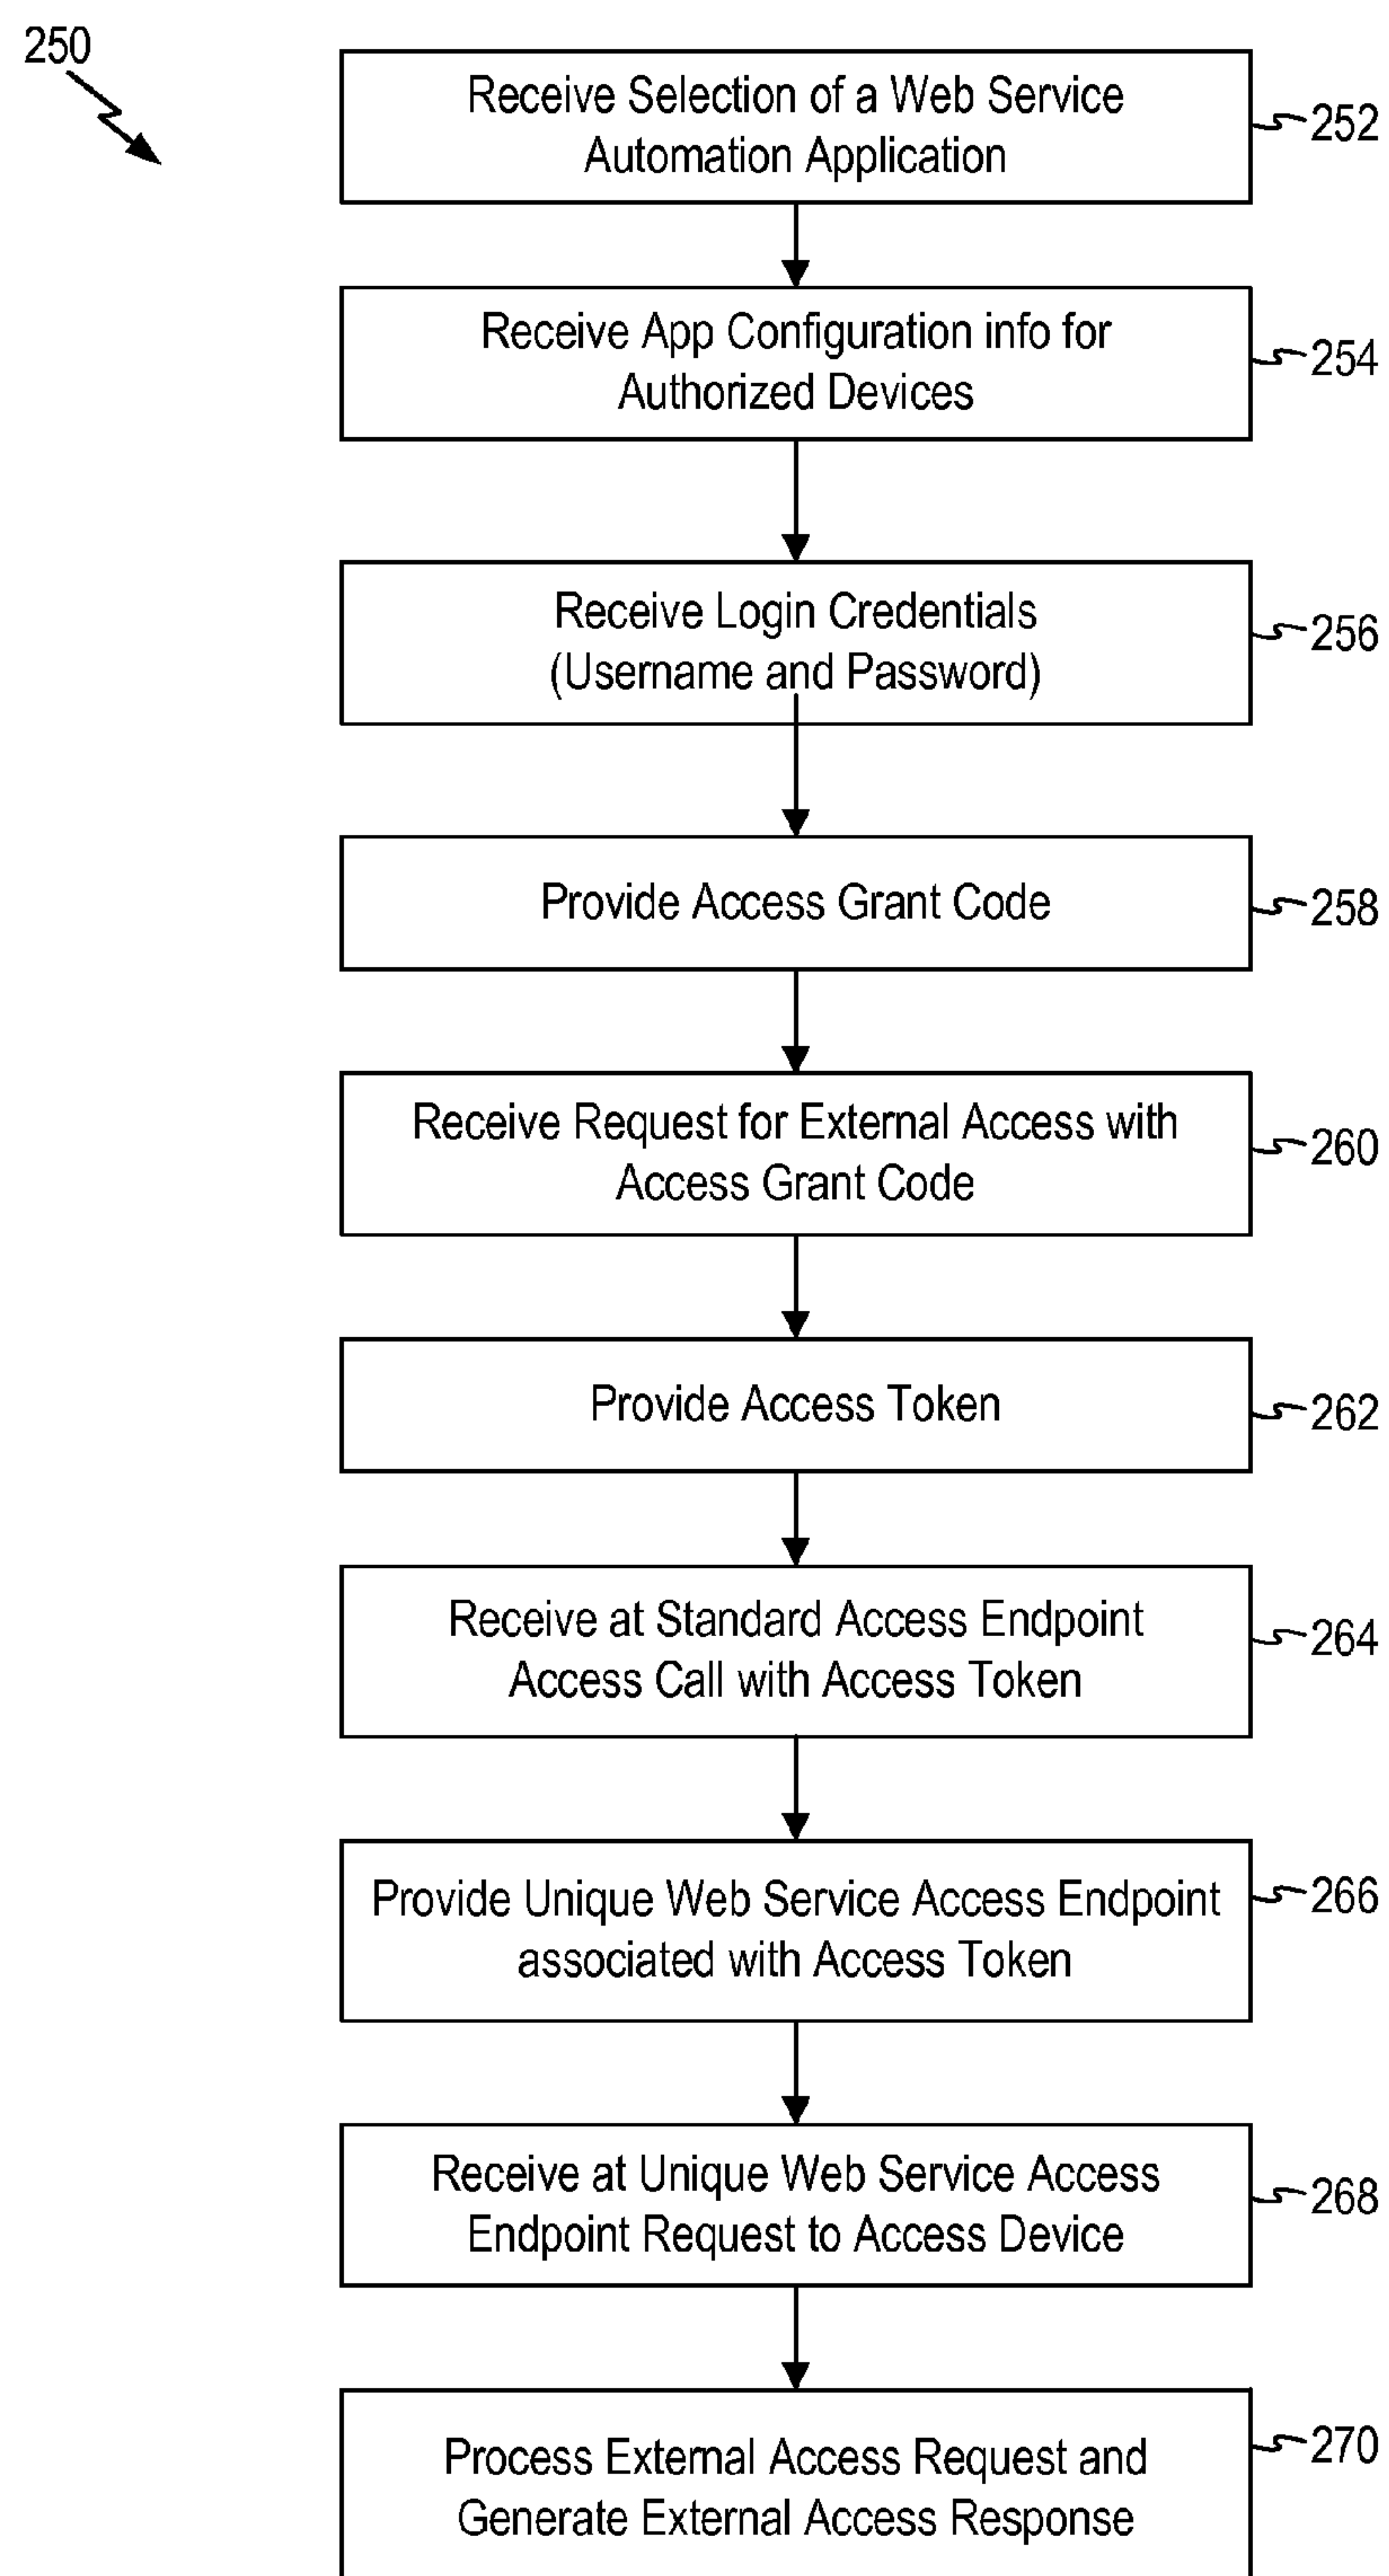 250
Receive Selection of a Web Service
Automation Application
252
Receive App Configuration info for
Authorized Devices
254
Receive Login Credentials
(Username and Password)
256
Provide Access Grant Code
258
Receive Request for External Access with
Access Grant Code
260
Provide Access Token
262
Receive at Standard Access Endpoint
Access Call with Access Token
264
Provide Unique Web Service Access Endpoint
associated with Access Token
266
Receive at Unique Web Service Access
Endpoint Request to Access Device
268
Process External Access Request and
Generate External Access Response
270